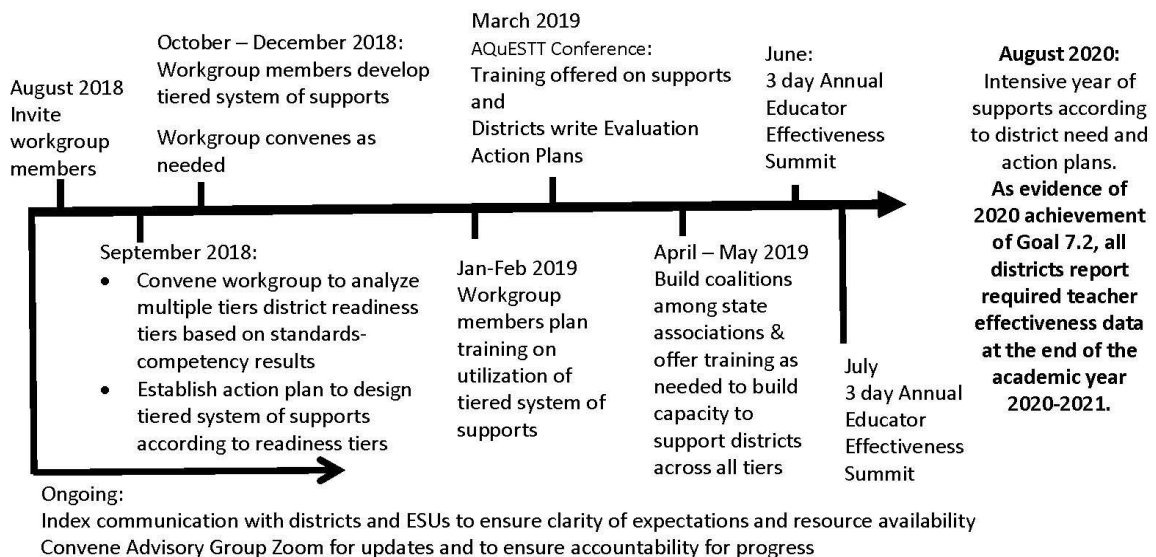 August 2018
Invite
workgroup
members
October – December 2018:
Workgroup members develop
tiered system of supports
Workgroup convenes as
needed
March 2019
AQuESTT Conference:
Training offered on supports
and
Districts write Evaluation
Action Plans
June:
3 day Annual
Educator
Effectiveness
Summit
August 2020:
Intensive year of
supports according
to district need and
action plans.
As evidence of
2020 achievement
of Goal 7.2, all
districts report
required teacher
effectiveness data
at the end of the
academic year
2020-2021.
September 2018:
• Convene workgroup to analyze
multiple tiers district readiness
tiers based on standards-
competency results
• Establish action plan to design
tiered system of supports
according to readiness tiers
Jan-Feb 2019
Workgroup
members plan
training on
utilization of
tiered system of
supports
April – May 2019
Build coalitions
among state
associations &
offer training as
needed to build
capacity to
support districts
across all tiers
July
3 day Annual
Educator
Effectiveness
Summit
Ongoing:
Index communication with districts and ESUs to ensure clarity of expectations and resource availability
Convene Advisory Group Zoom for updates and to ensure accountability for progress